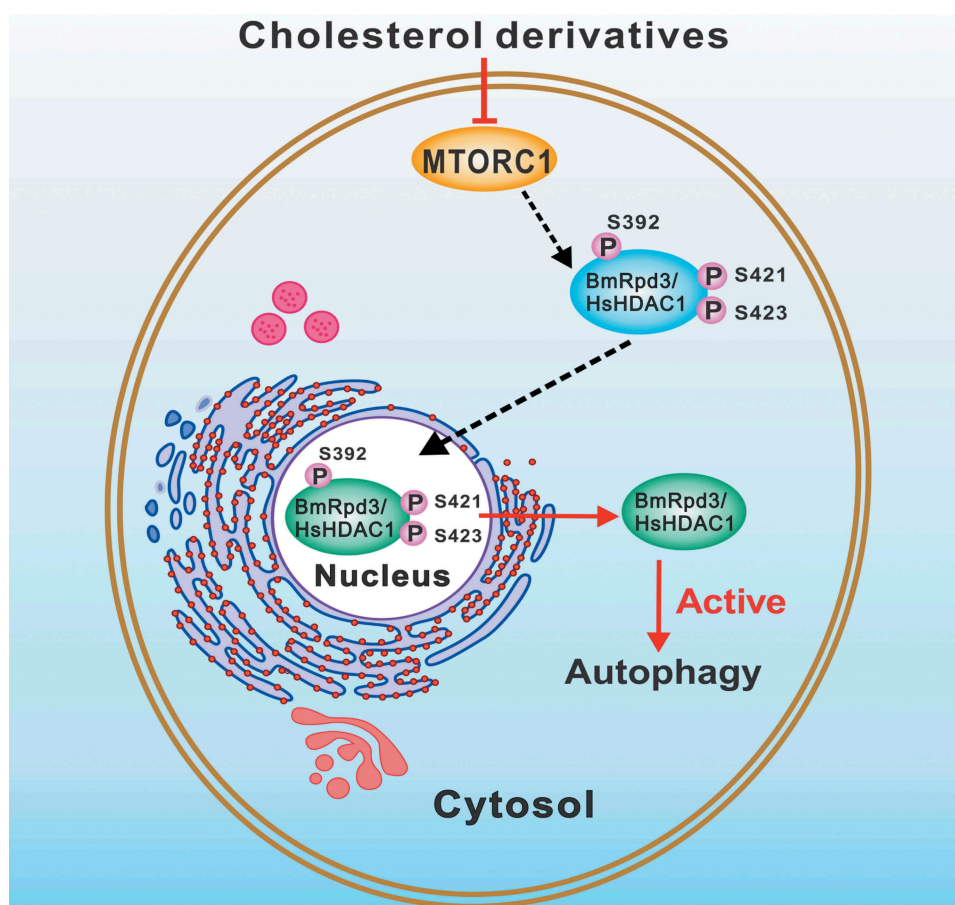 Cholesterol derivatives
MTORC1
S392
P
BmRpd3/
HsHDAC1
P
S421
P
S423
S392
P
BmRpd3/
HsHDAC1
P
S421
P
S423
Nucleus
BmRpd3/
HsHDAC1
Active
Autophagy
Cytosol